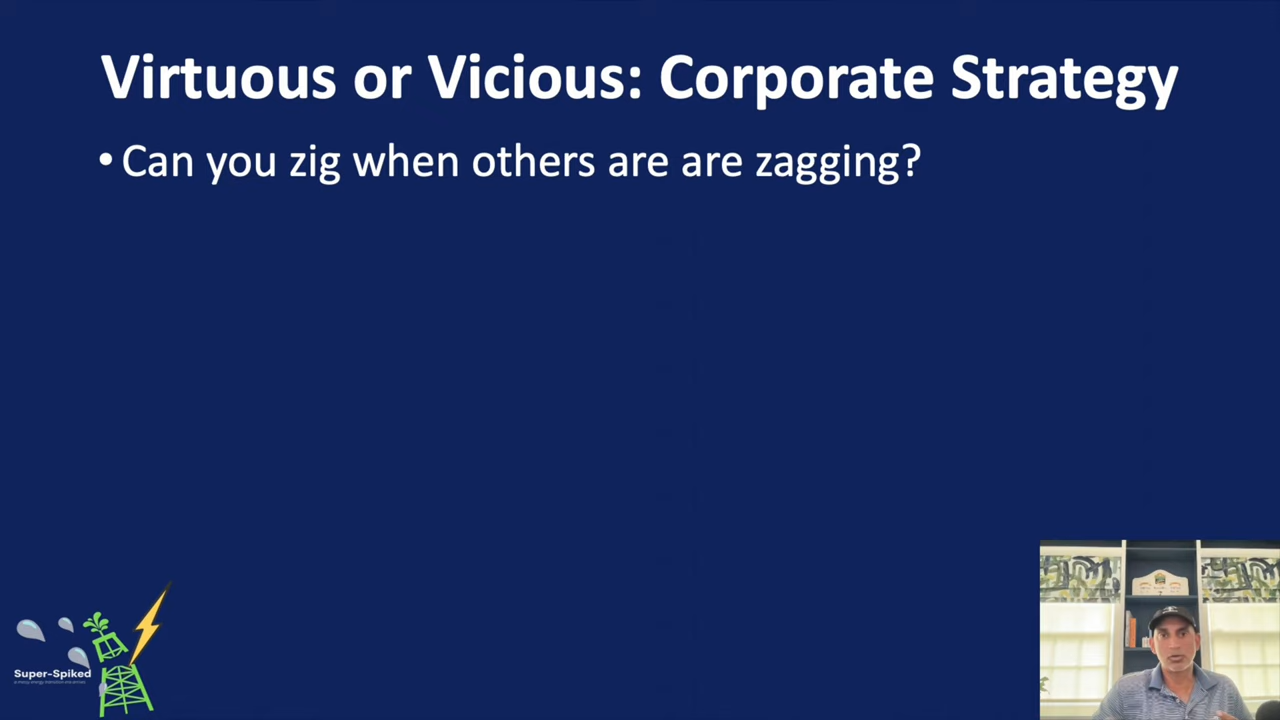 Virtuous or Vicious: Corporate Strategy
• Can you zig when others are are zagging?
Super-Spiked